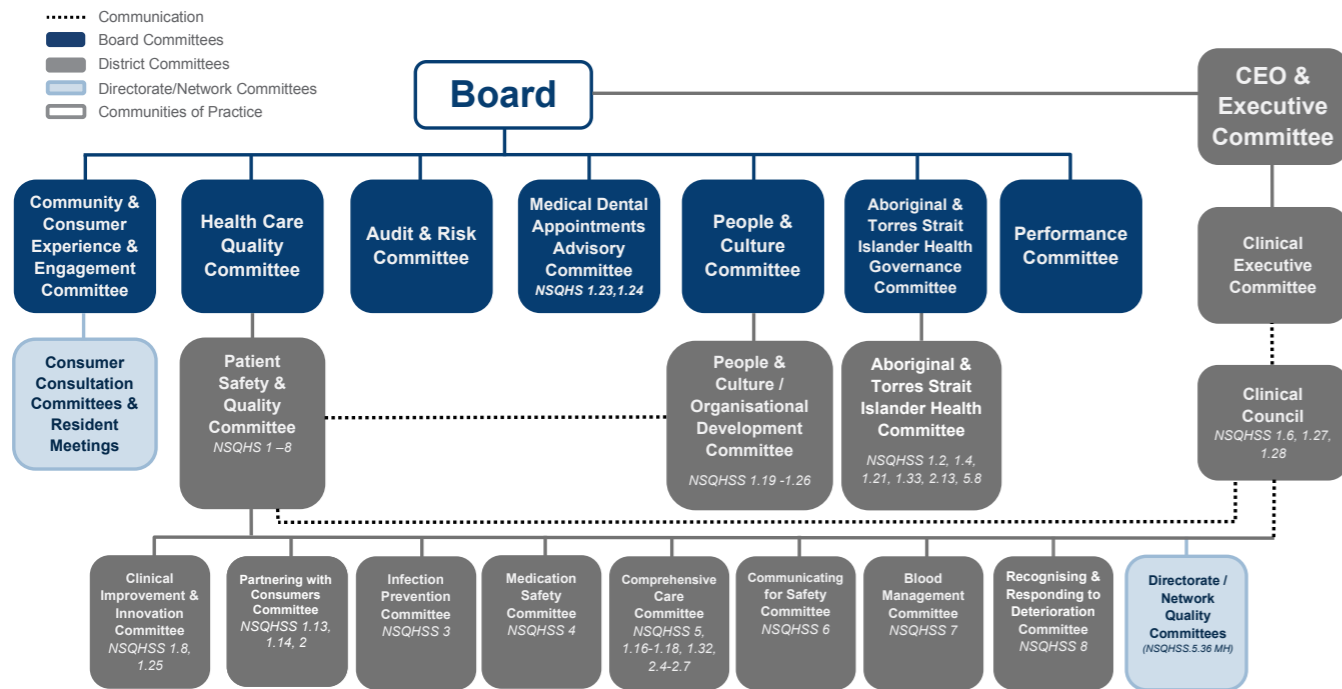 Communication
Board Committees
District Committees
Directorate/Network Committees
Communities of Practice
Board
CEO &
Executive
Committee
Community &
Consumer
Experience &
Engagement
Committee
Health Care
Quality
Committee
Audit & Risk
Committee
Medical Dental
Appointments
Advisory
Committee
NSQHS 1.23,1.24
People &
Culture
Committee
Aboriginal &
Torres Strait
Islander Health
Governance
Committee
Performance
Committee
Clinical
Executive
Committee
Consumer
Consultation
Committees &
Resident
Meetings
Patient
Safety &
Quality
Committee
NSQHS 1 –8
People &
Culture /
Organisational
Development
Committee
NSQHSS 1.19 -1.26
Aboriginal &
Torres Strait
Islander Health
Committee
NSQHSS 1.2, 1.4,
1.21, 1.33, 2.13, 5.8
Clinical
Council
NSQHSS 1.6, 1.27,
1.28
Clinical
Improvement &
Innovation
Committee
NSQHSS 1.8,
1.25
Partnering with
Consumers
Committee
NSQHSS 1.13,
1.14, 2
Infection
Prevention
Committee
NSQHSS 3
Medication
Safety
Committee
NSQHSS 4
Comprehensive
Care
Committee
NSQHSS 5,
1.16-1.18, 1.32,
2.4-2.7
Communicating
for Safety
Committee
NSQHSS 6
Blood
Management
Committee
NSQHSS 7
Recognising &
Responding to
Deterioration
Committee
NSQHSS 8
Directorate /
Network
Quality
Committees
(NSQHSS.5.36 MH)